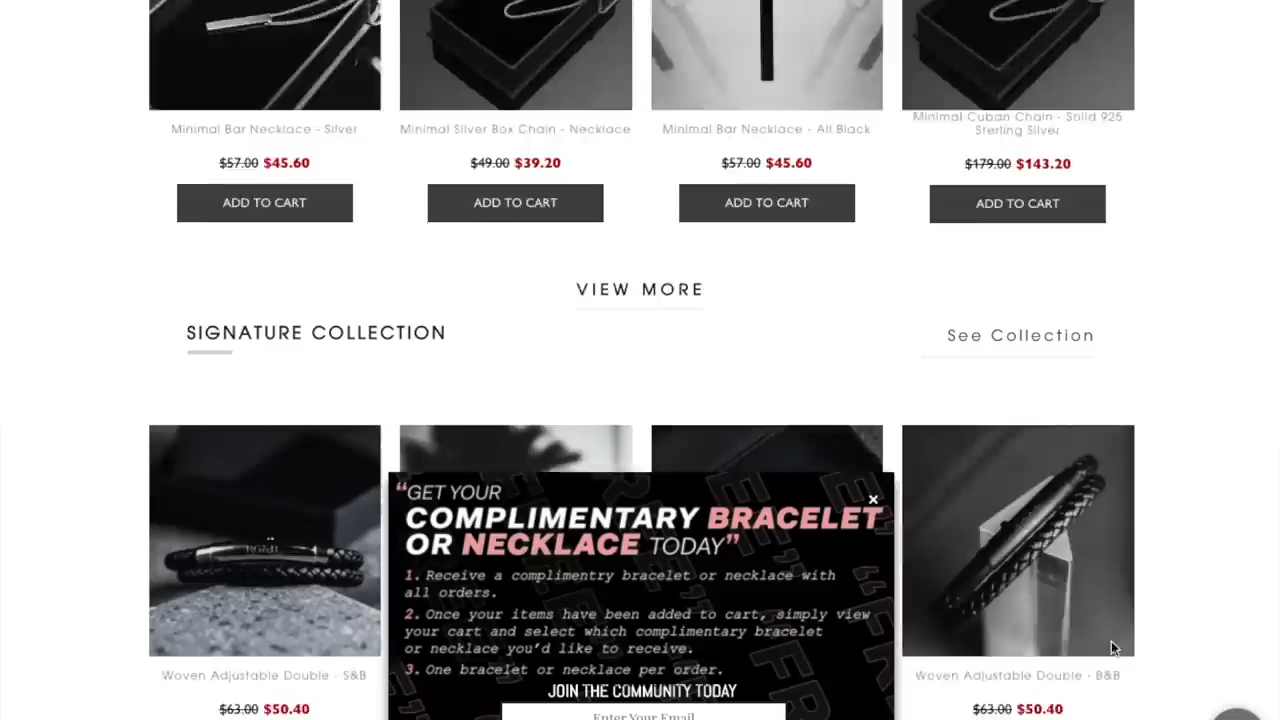 Minimal Bar Necklace - Silver
Minimal Silver Box Chain - Necklace
Minimal Bar Necklace - All Black
Minimal Cuban Chain - Solid 925
Sterling Silver
$57.00 $45.60
$49.00 $39.20
$57.00 $45.60
$179.00 $143.20
ADD TO CART
ADD TO CART
ADD TO CART
ADD TO CART
VIEW MORE
SIGNATURE COLLECTION
See Collection
“GET YOUR
COMPLIMENTARY BRACELET
OR NECKLACE TODAY”
×
1. Receive a complimentry bracelet or necklace with
all orders.
2. Once your items have been added to cart, simply view
your cart and select which complimentary bracelet
or necklace you’d like to receive.
3. One bracelet or necklace per order.
JOIN THE COMMUNITY TODAY
Enter Your Email
Woven Adjustable Double - S&B
Woven Adjustable Double - B&B
$63.00 $50.40
$63.00 $50.40